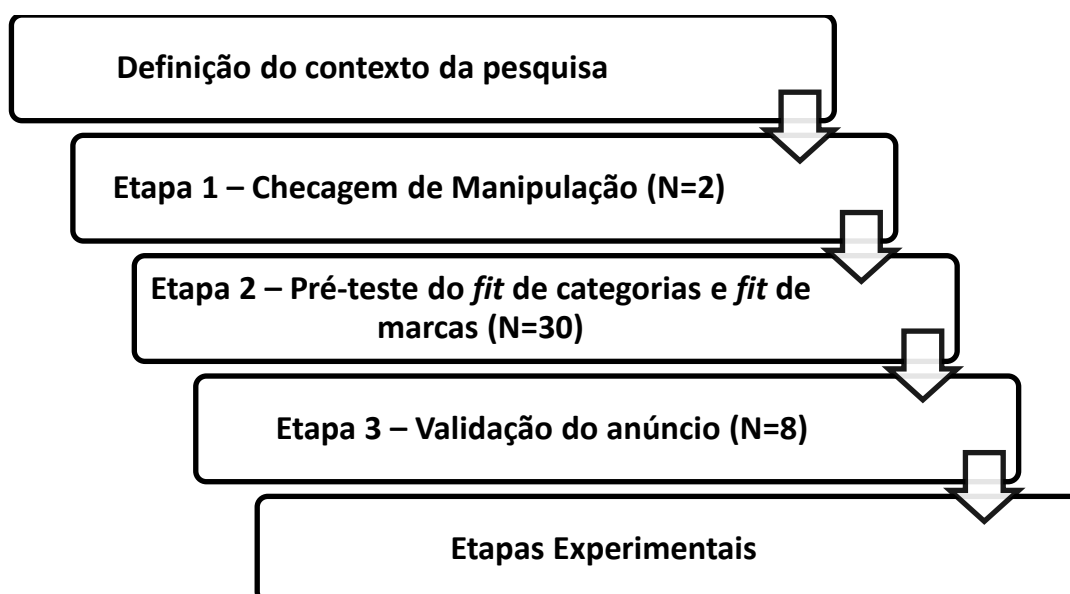 Definição do contexto da pesquisa
Etapa 1 – Checagem de Manipulação (N=2)
Etapa 2 – Pré-teste do fit de categorias e fit de
marcas (N=30)
Etapa 3 – Validação do anúncio (N=8)
Etapas Experimentais